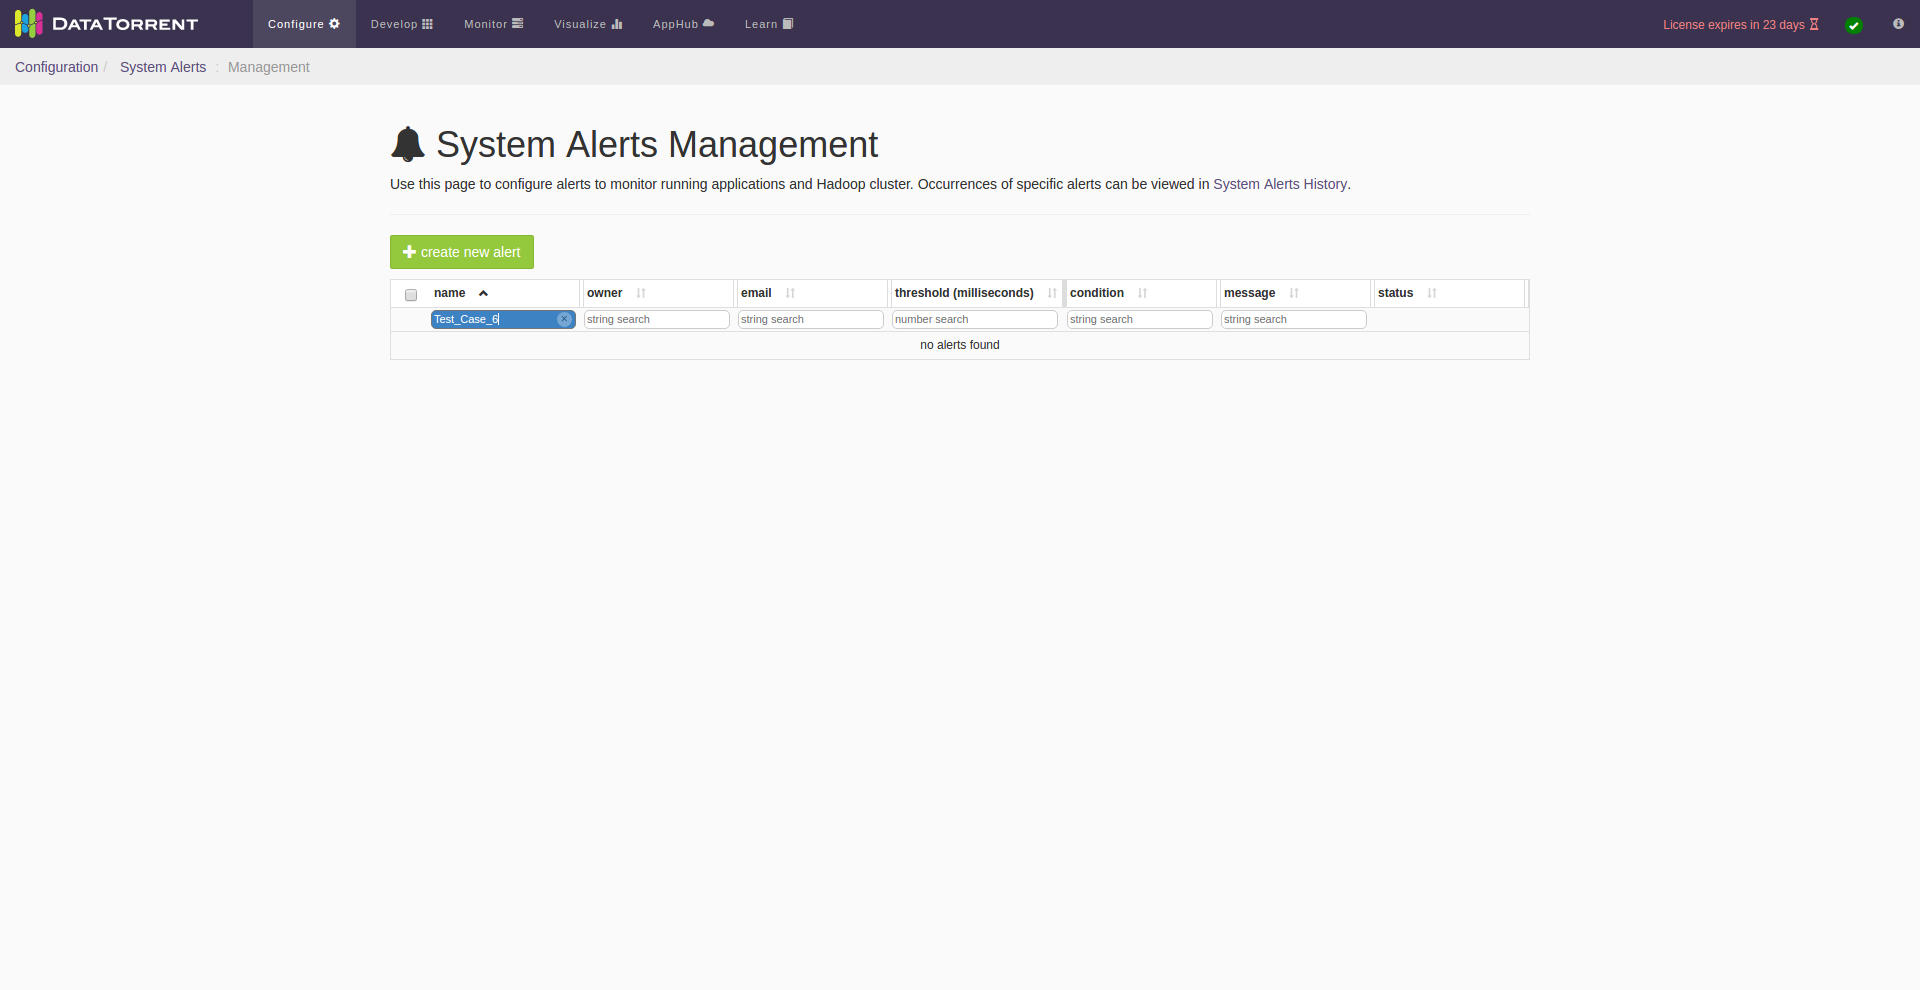 DATATORRENT Configure Develop Monitor Visualize AppHub Learn License expires in 23 days
Configuration / System Alerts : Management
System Alerts Management
Use this page to configure alerts to monitor running applications and Hadoop cluster. Occurrences of specific alerts can be viewed in System Alerts History.
create new alert
name owner email threshold (milliseconds) condition message status
Test_Case_6 string search string search number search string search string search
no alerts found